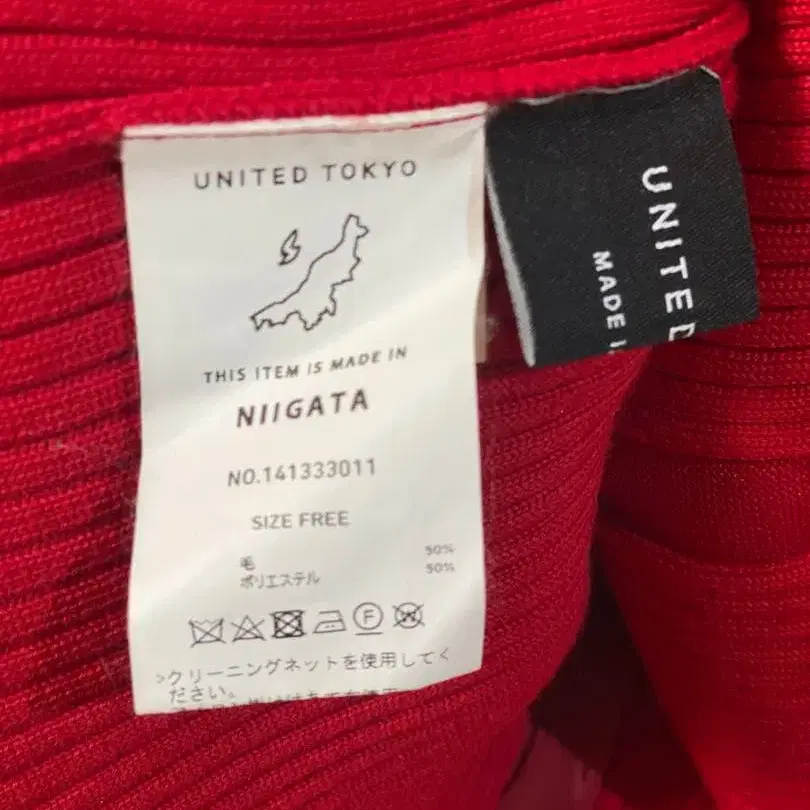 UNITED TOKYO
THIS ITEM IS MADE IN
NIIGATA
NO.141333011
SIZE FREE
毛 50%
ポリエステル 50%
F W
>クリーニングネットを使用してく
ださい。
UNITED
MADE